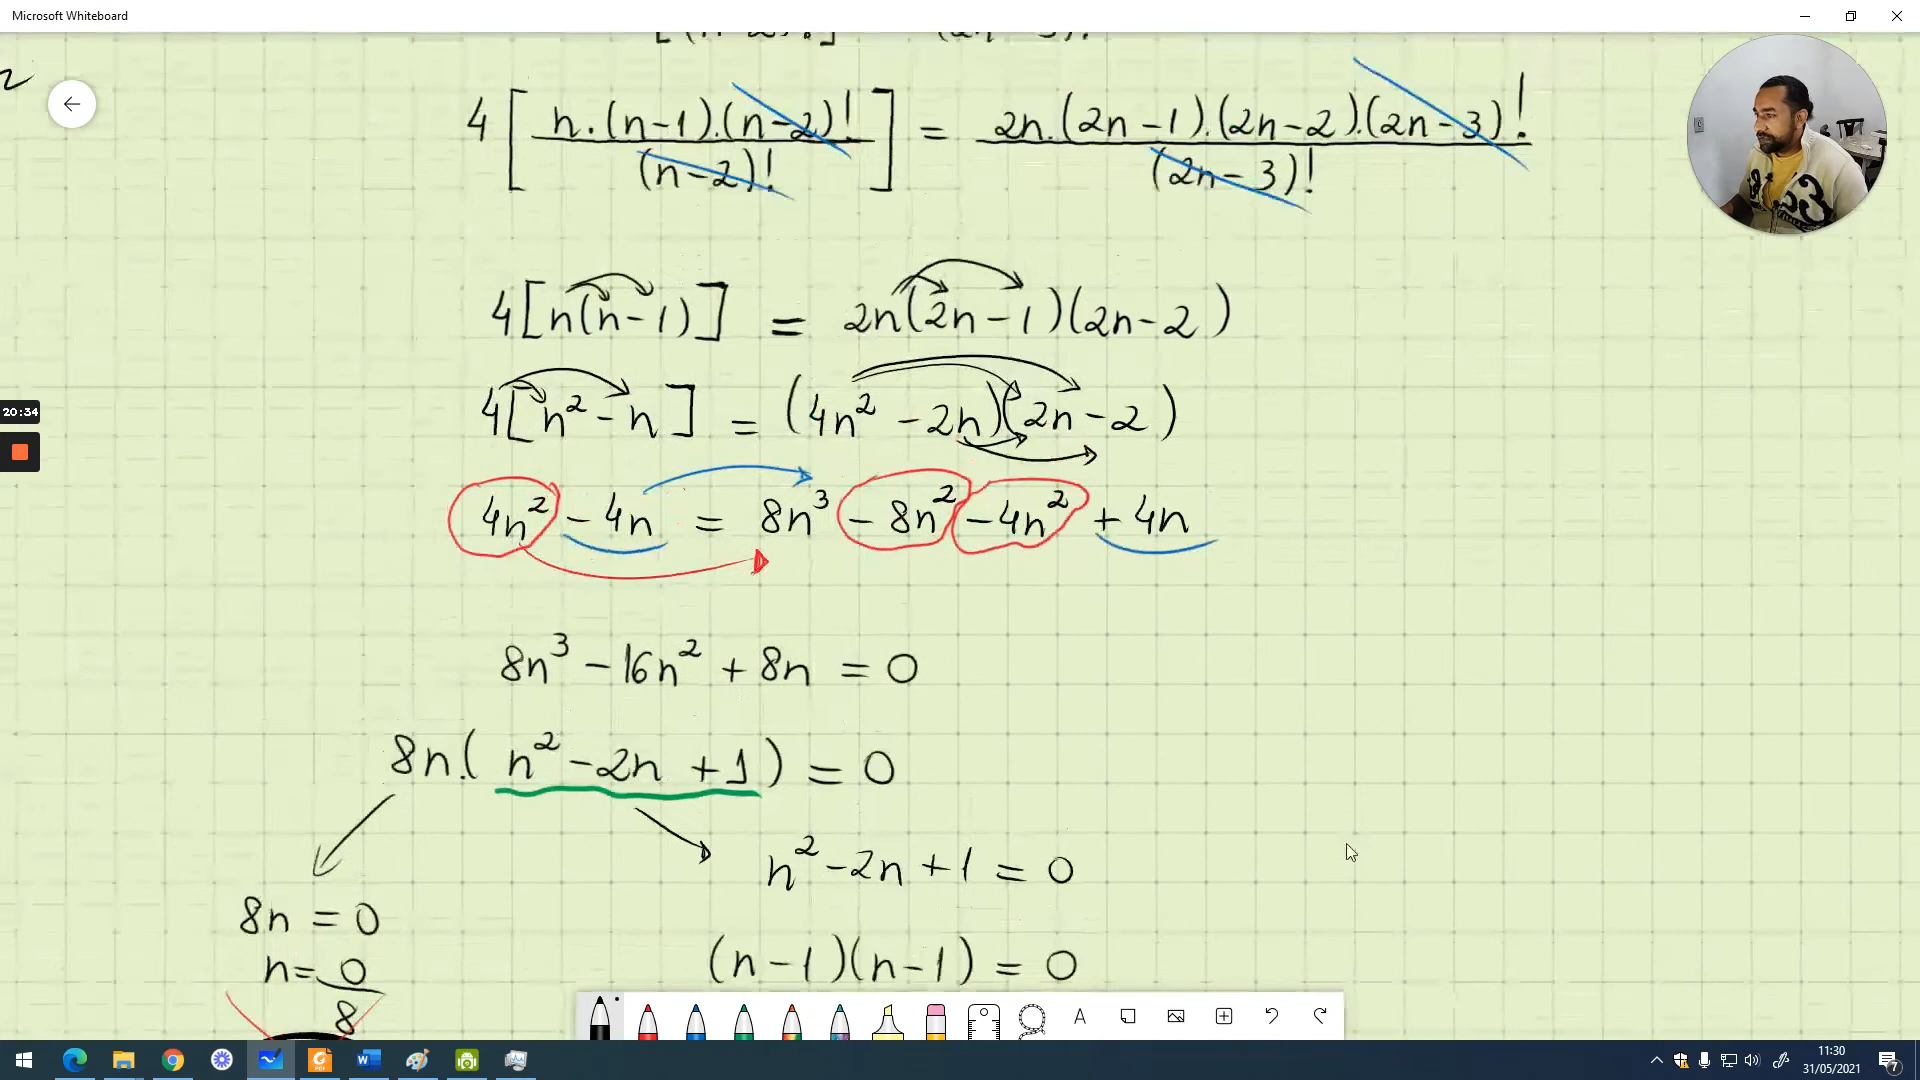 Microsoft Whiteboard
4 [ n.(n-1).(n-2)! / (n-2)! ] = 2n.(2n-1).(2n-2).(2n-3)! / (2n-3)!
4[n(n-1)] = 2n(2n-1)(2n-2)
4[n² - n] = (4n² - 2n)(2n-2)
20:34
4n² - 4n = 8n³ - 8n² - 4n² + 4n
8n³ - 16n² + 8n = 0
8n.(n² - 2n + 1) = 0
n² - 2n + 1 = 0
8n = 0
(n-1)(n-1) = 0
n = 0/8
A
11:30
31/05/2021
7